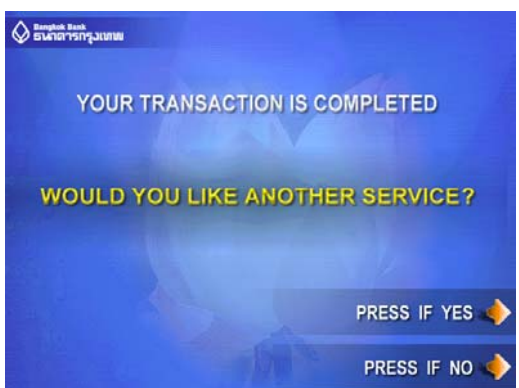 Bangkok Bank
ธนาคารกรุงเทพ
YOUR TRANSACTION IS COMPLETED
WOULD YOU LIKE ANOTHER SERVICE?
PRESS IF YES
PRESS IF NO